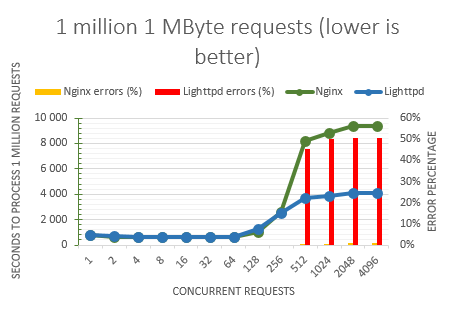 1 million 1 MByte requests (lower is
better)
Nginx errors (%) Lighttpd errors (%) Nginx Lighttpd
SECONDS TO PROCESS 1 MILLION REQUESTS
10 000
8 000
6 000
4 000
2 000
0
60%
50%
40%
30%
20%
10%
0%
ERROR PERCENTAGE
1 2 4 8 16 32 64 128 256 512 1024 2048 4096
CONCURRENT REQUESTS